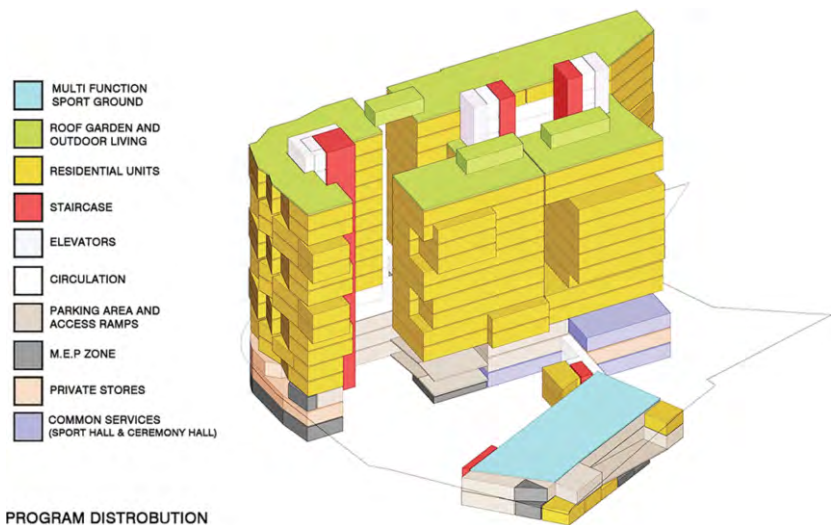 MULTI FUNCTION
SPORT GROUND
ROOF GARDEN AND
OUTDOOR LIVING
RESIDENTIAL UNITS
STAIRCASE
ELEVATORS
CIRCULATION
PARKING AREA AND
ACCESS RAMPS
M.E.P ZONE
PRIVATE STORES
COMMON SERVICES
(SPORT HALL & CEREMONY HALL)
PROGRAM DISTROBUTION